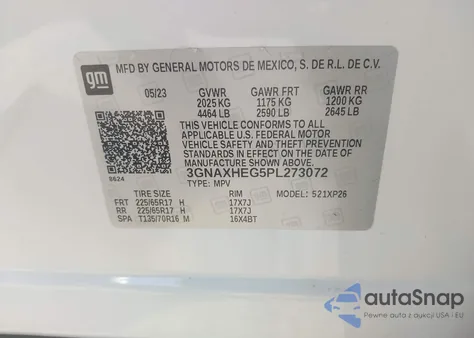 gm
MFD BY GENERAL MOTORS DE MEXICO, S. DE R.L. DE C.V.
05/23 GVWR GAWR FRT GAWR RR
2025 KG 1175 KG 1200 KG
4464 LB 2590 LB 2645 LB
THIS VEHICLE CONFORMS TO ALL
APPLICABLE U.S. FEDERAL MOTOR
VEHICLE SAFETY, BUMPER, AND THEFT
PREVENTION STANDARDS IN EFFECT ON
THE DATE OF MANUFACTURE SHOWN ABOVE.
3GNAXHEG5PL273072
8624 TYPE: MPV
TIRE SIZE RIM MODEL: 521XP26
FRT 225/65R17 H 17X7J
RR 225/65R17 H 17X7J
SPA T135/70R16 M 16X4BT
autoSnap
Pewne auta z aukcji USA i EU